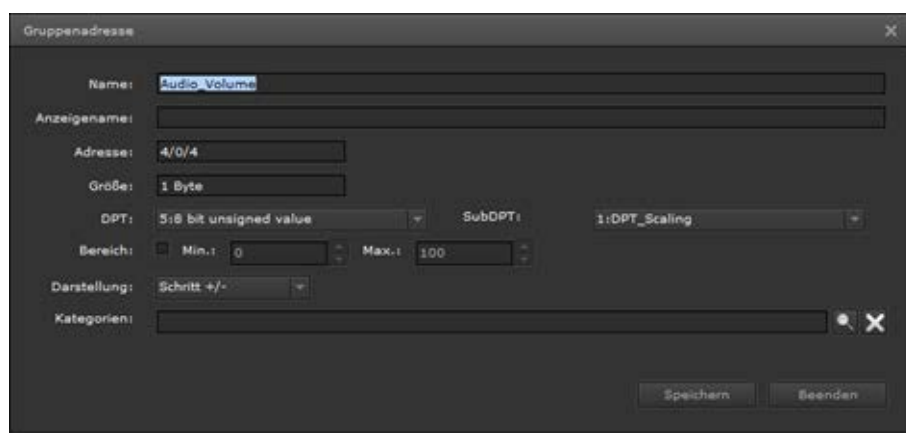 Gruppenadresse
Name: Audio_Volume
Anzeigename:
Adresse: 4/0/4
Größe: 1 Byte
DPT: 5:8 bit unsigned value SubDPT: 1:DPT_Scaling
Bereich: Min.: 0 Max.: 100
Darstellung: Schritt +/-
Kategorien:
Speichern Beenden